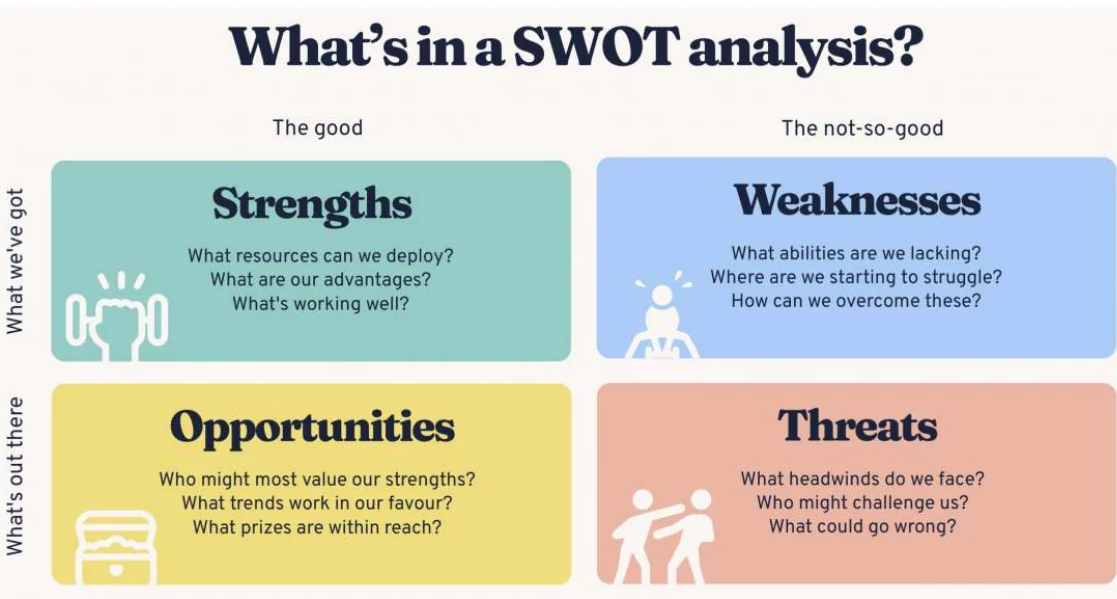 What's in a SWOT analysis?
The good
The not-so-good
What we've got
Strengths
What resources can we deploy?
What are our advantages?
What's working well?
Weaknesses
What abilities are we lacking?
Where are we starting to struggle?
How can we overcome these?
What's out there
Opportunities
Who might most value our strengths?
What trends work in our favour?
What prizes are within reach?
Threats
What headwinds do we face?
Who might challenge us?
What could go wrong?